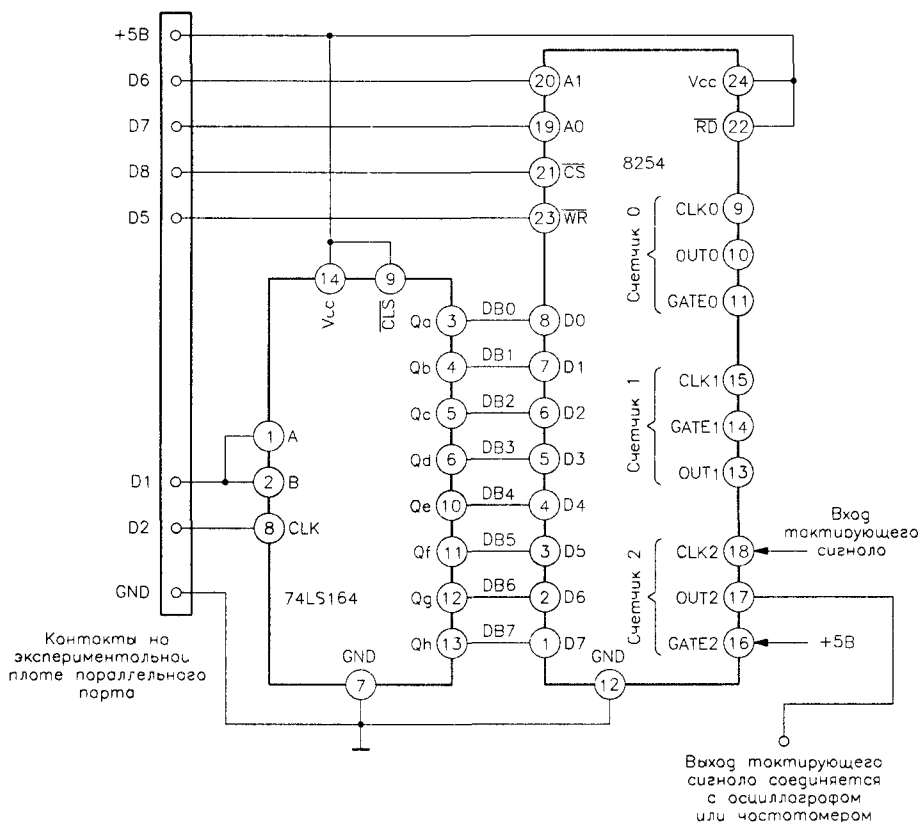 +5В
D6
D7
D8
D5
D1
D2
GND
Контакты на
экспериментальной
плате параллельного
порта
14
Vcc
9
CLS
1 A
2 B
8 CLK
74LS164
Qa 3
Qb 4
Qc 5
Qd 6
Qe 10
Qf 11
Qg 12
Qh 13
GND
7
DB0
DB1
DB2
DB3
DB4
DB5
DB6
DB7
20 A1
19 A0
21 CS
23 WR
8 D0
7 D1
6 D2
5 D3
4 D4
3 D5
2 D6
1 D7
GND
12
8254
Vcc 24
RD 22
Счетчик 0
CLK0 9
OUT0 10
GATE0 11
Счетчик 1
CLK1 15
GATE1 14
OUT1 13
Счетчик 2
CLK2 18
OUT2 17
GATE2 16
Вход
тактирующего
сигнала
+5В
Выход тактирующего
сигнала соединяется
с осциллографом
или частотомером